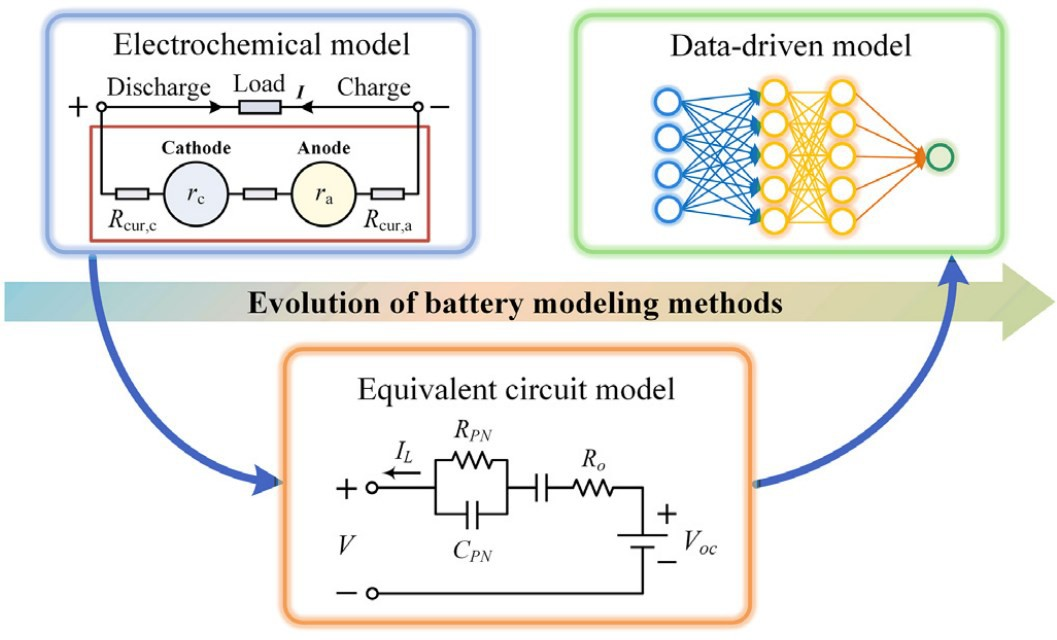 Electrochemical model
Discharge Load I Charge
+ −
Cathode Anode
r_c r_a
R_cur,c R_cur,a
Data-driven model
Evolution of battery modeling methods
Equivalent circuit model
R_PN
I_L R_o
+
C_PN
V
+
V_oc
−
−